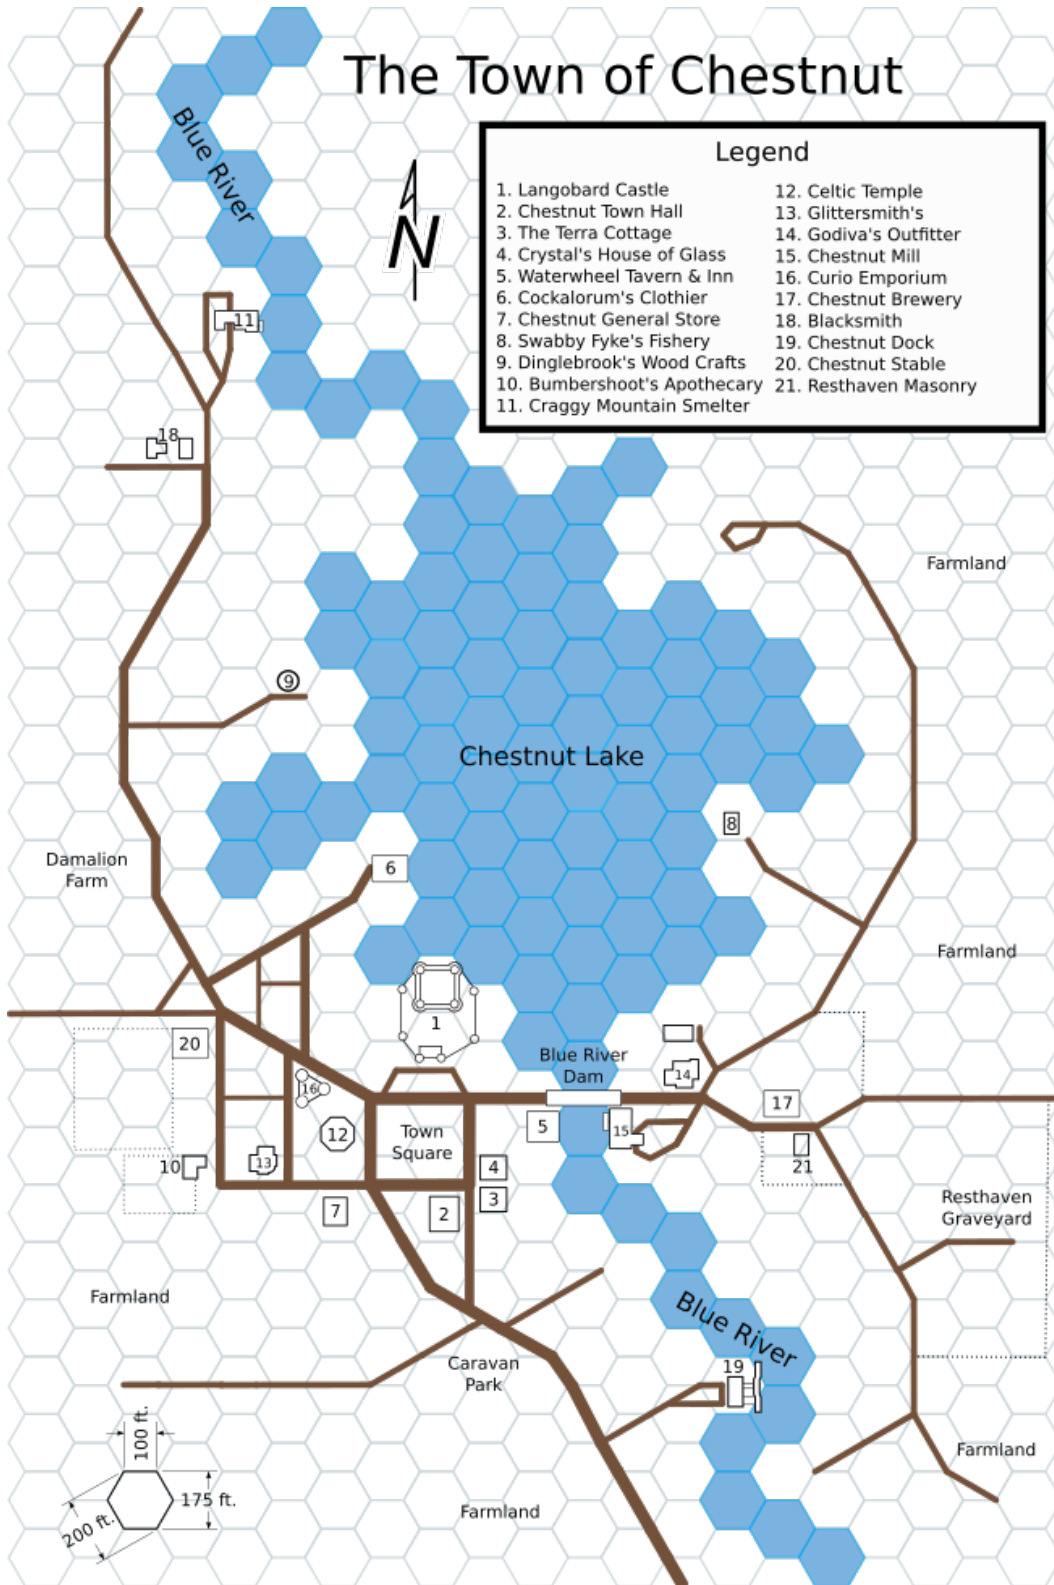 The Town of Chestnut
Blue River
N
Legend
1. Langobard Castle
2. Chestnut Town Hall
3. The Terra Cottage
4. Crystal's House of Glass
5. Waterwheel Tavern & Inn
6. Cockalorum's Clothier
7. Chestnut General Store
8. Swabby Fyke's Fishery
9. Dinglebrook's Wood Crafts
10. Bumbershoot's Apothecary
11. Craggy Mountain Smelter
12. Celtic Temple
13. Glittersmith's
14. Godiva's Outfitter
15. Chestnut Mill
16. Curio Emporium
17. Chestnut Brewery
18. Blacksmith
19. Chestnut Dock
20. Chestnut Stable
21. Resthaven Masonry
11
18
Farmland
9
Chestnut Lake
8
Damalion
Farm
6
Farmland
1
20
Blue River
Dam
14
16
17
5
15
12
Town
Square
13
10
4
21
3
7
2
Resthaven
Graveyard
Farmland
Blue River
Caravan
Park
19
100 ft.
175 ft.
200 ft.
Farmland
Farmland